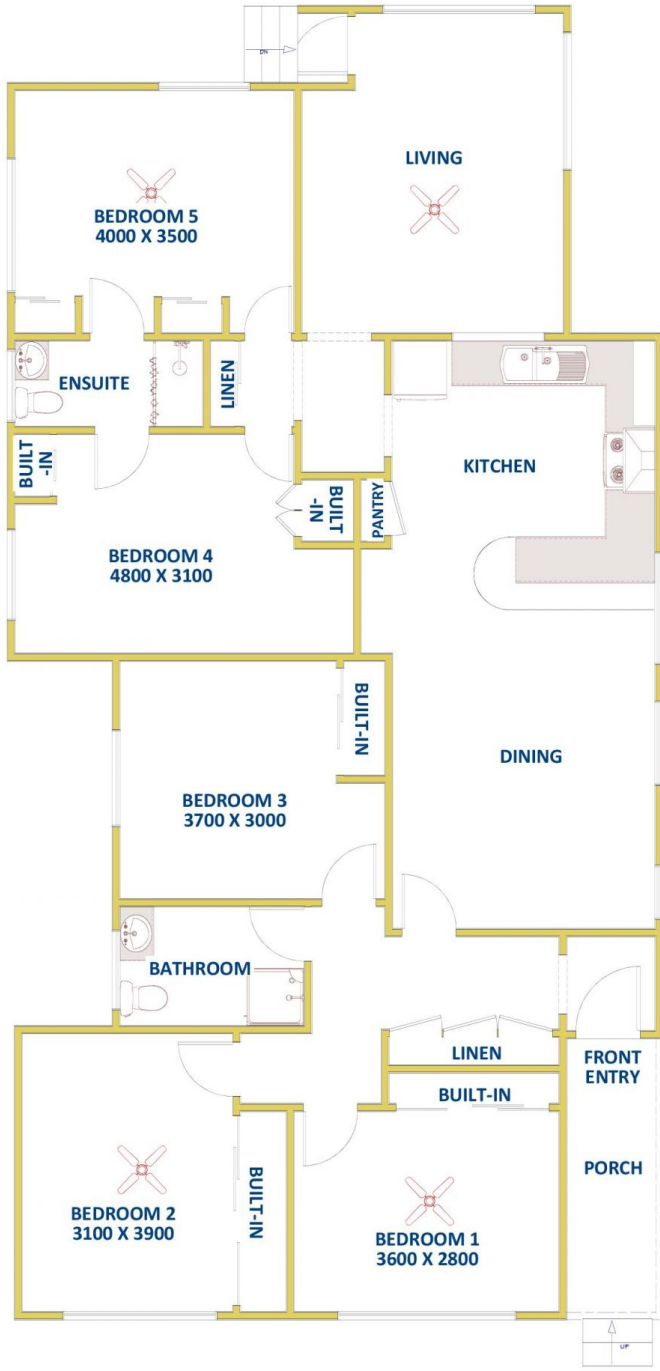 DN
LIVING
BEDROOM 5
4000 X 3500
ENSUITE
LINEN
BUILT
-IN
KITCHEN
BUILT
-IN
PANTRY
BEDROOM 4
4800 X 3100
BUILT-IN
DINING
BEDROOM 3
3700 X 3000
BATHROOM
LINEN
FRONT
ENTRY
BUILT-IN
PORCH
BUILT-IN
BEDROOM 2
3100 X 3900
BEDROOM 1
3600 X 2800
UP